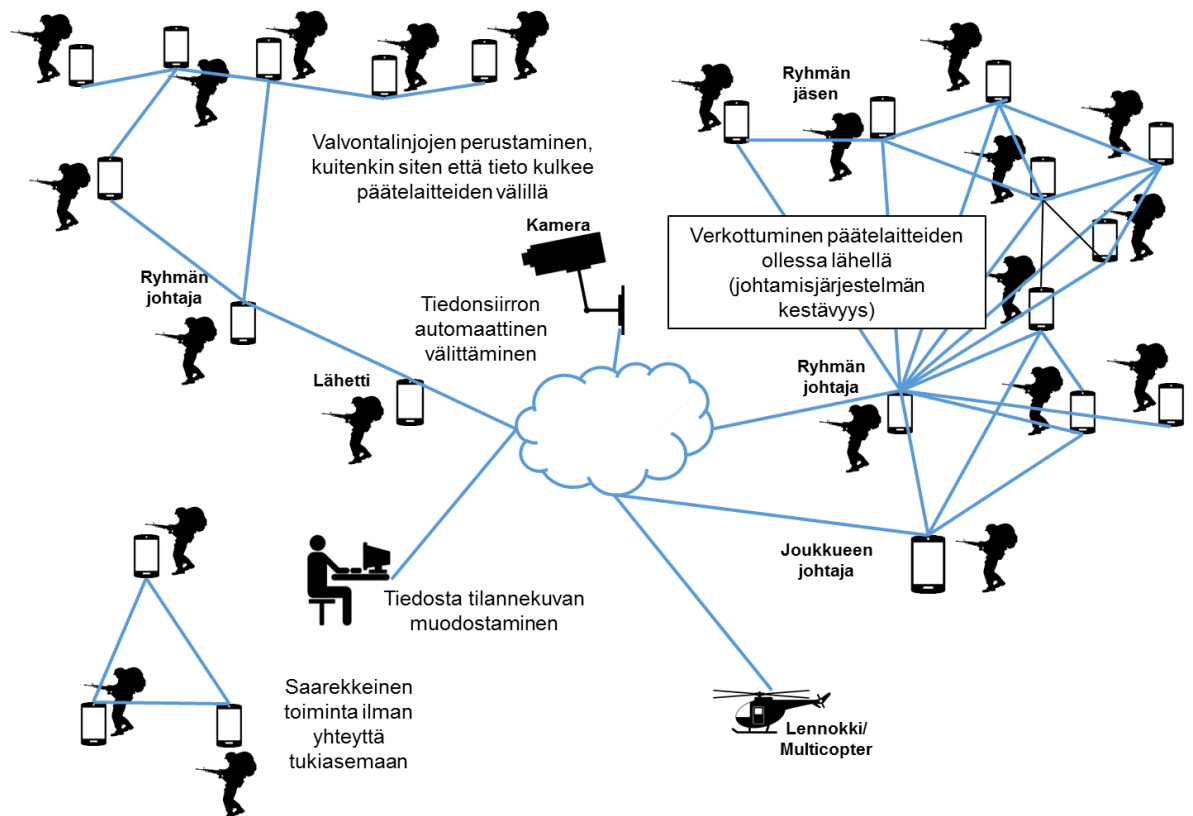 Ryhmän
jäsen
Valvontalinjojen perustaminen,
kuitenkin siten että tieto kulkee
päätelaitteiden välillä
Kamera
Verkottuminen päätelaitteiden
ollessa lähellä
(johtamisjärjestelmän
kestävyys)
Ryhmän
johtaja
Tiedonsiirron
automaattinen
välittäminen
Lähetti
Ryhmän
johtaja
Joukkueen
johtaja
Tiedosta tilannekuvan
muodostaminen
Saarekkeinen
toiminta ilman
yhteyttä
tukiasemaan
Lennokki/
Multicopter